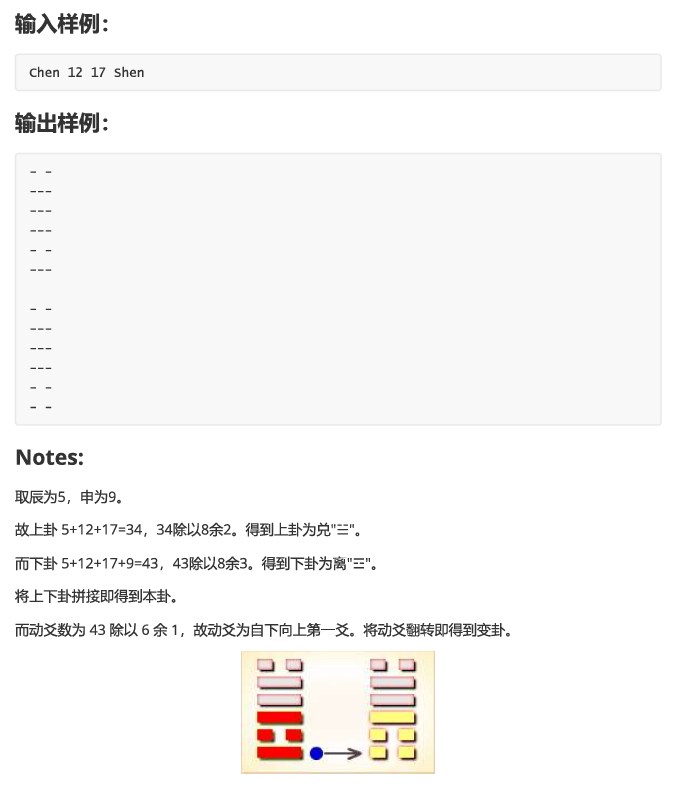 输入样例：
Chen 12 17 Shen
输出样例：
- -
---
---
---
- -
---
- -
---
---
---
- -
- -
Notes:
取辰为5，申为9。
故上卦 5+12+17=34，34除以8余2。得到上卦为兑"☱"。
而下卦 5+12+17+9=43，43除以8余3。得到下卦为离"☲"。
将上下卦拼接即得到本卦。
而动爻数为 43 除以 6 余 1，故动爻为自下向上第一爻。将动爻翻转即得到变卦。